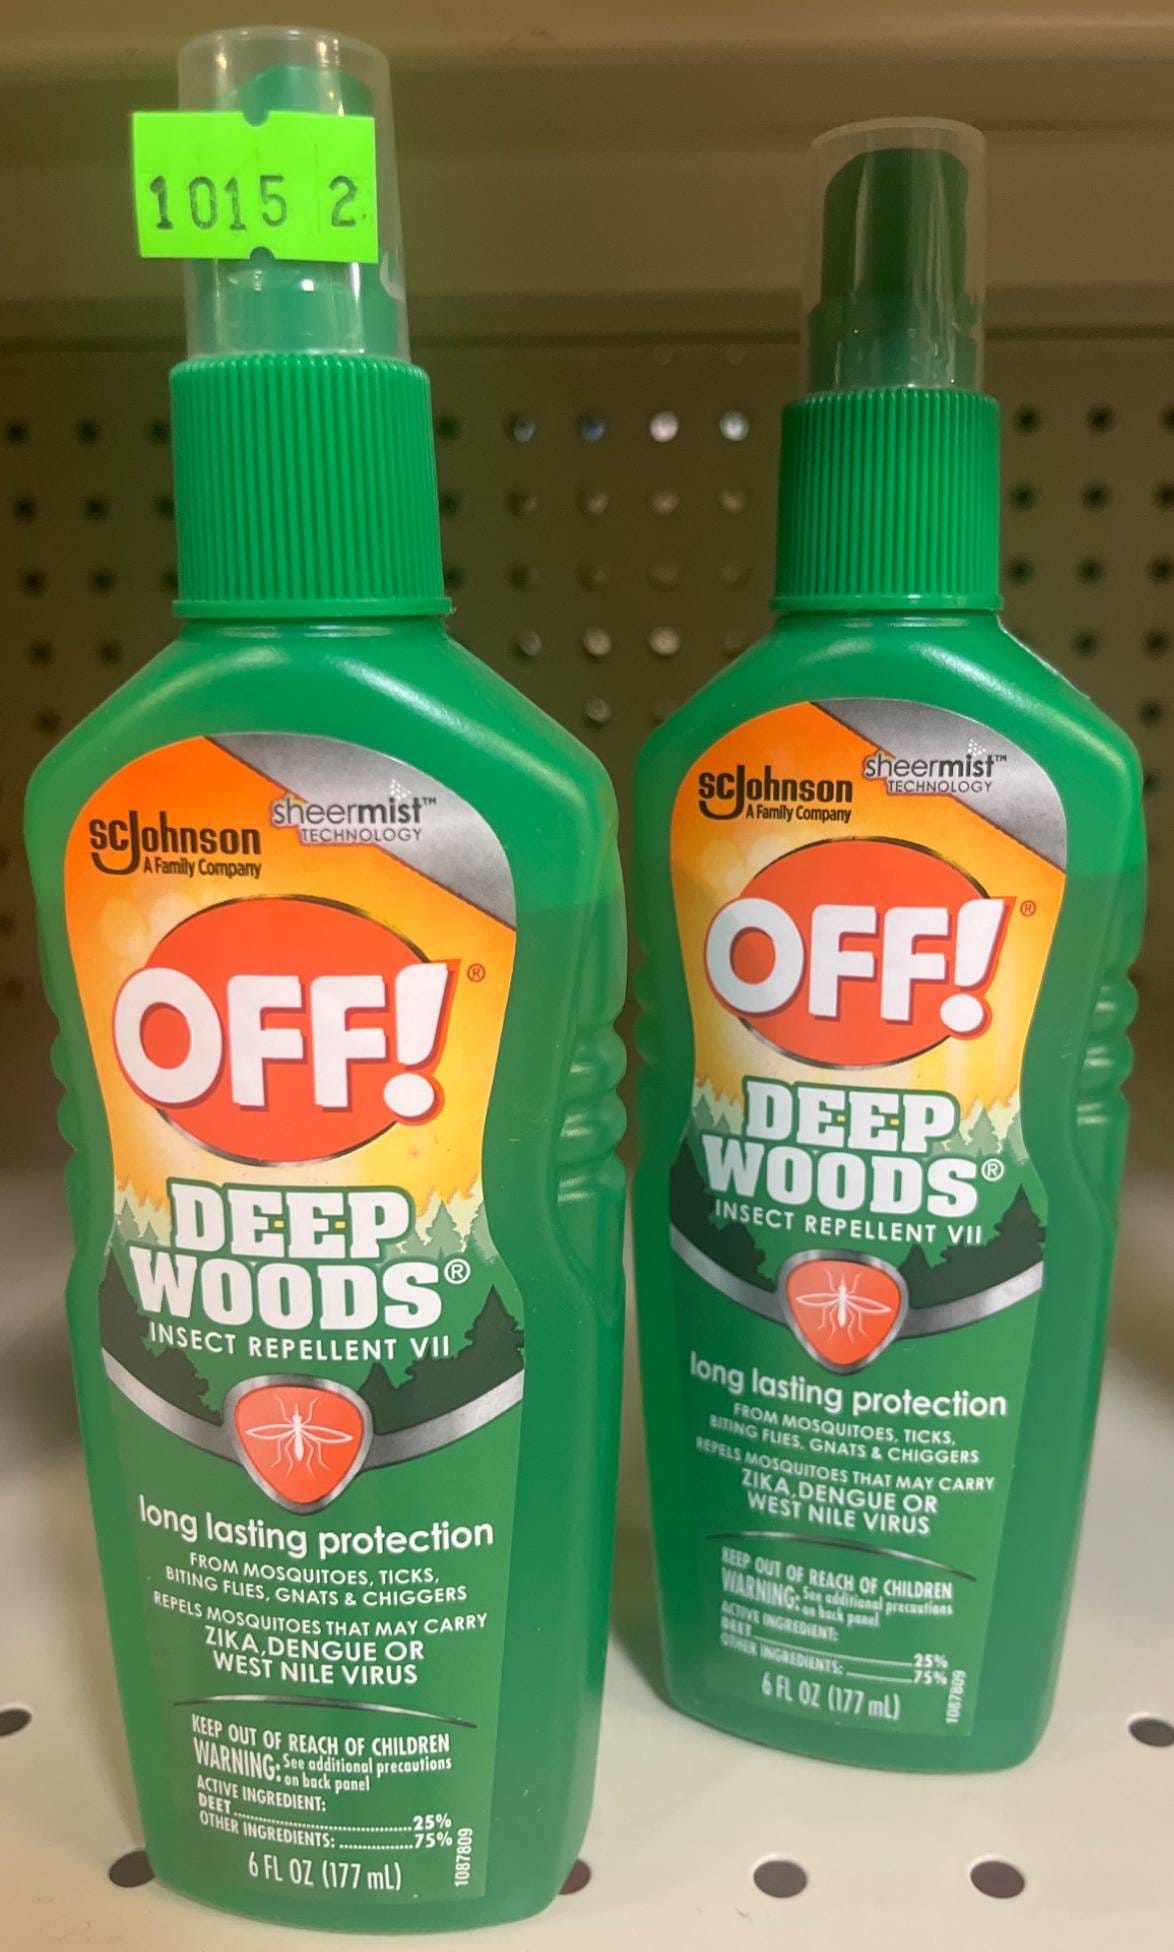 1015 2
SC Johnson
A Family Company
sheermist™
TECHNOLOGY
OFF!®
DEEP
WOODS®
INSECT REPELLENT VII
long lasting protection
FROM MOSQUITOES, TICKS,
BITING FLIES, GNATS & CHIGGERS
REPELS MOSQUITOES THAT MAY CARRY
ZIKA, DENGUE OR
WEST NILE VIRUS
KEEP OUT OF REACH OF CHILDREN
WARNING: See additional precautions
on back panel
ACTIVE INGREDIENT:
DEET..........25%
OTHER INGREDIENTS:..........75%
6 FL OZ (177 mL)
1087809
SC Johnson
A Family Company
sheermist™
TECHNOLOGY
OFF!®
DEEP
WOODS®
INSECT REPELLENT VII
long lasting protection
FROM MOSQUITOES, TICKS,
BITING FLIES, GNATS & CHIGGERS
REPELS MOSQUITOES THAT MAY CARRY
ZIKA, DENGUE OR
WEST NILE VIRUS
KEEP OUT OF REACH OF CHILDREN
WARNING: See additional precautions
on back panel
ACTIVE INGREDIENT:
DEET..........25%
OTHER INGREDIENTS:..........75%
6 FL OZ (177 mL)
1087809